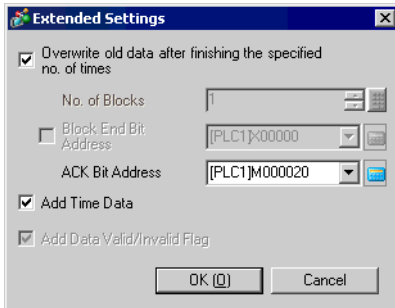 Extended Settings
Overwrite old data after finishing the specified
no. of times
No. of Blocks 1
Block End Bit
Address
[PLC1]X00000
ACK Bit Address [PLC1]M000020
Add Time Data
Add Data Valid/Invalid Flag
OK (O) Cancel